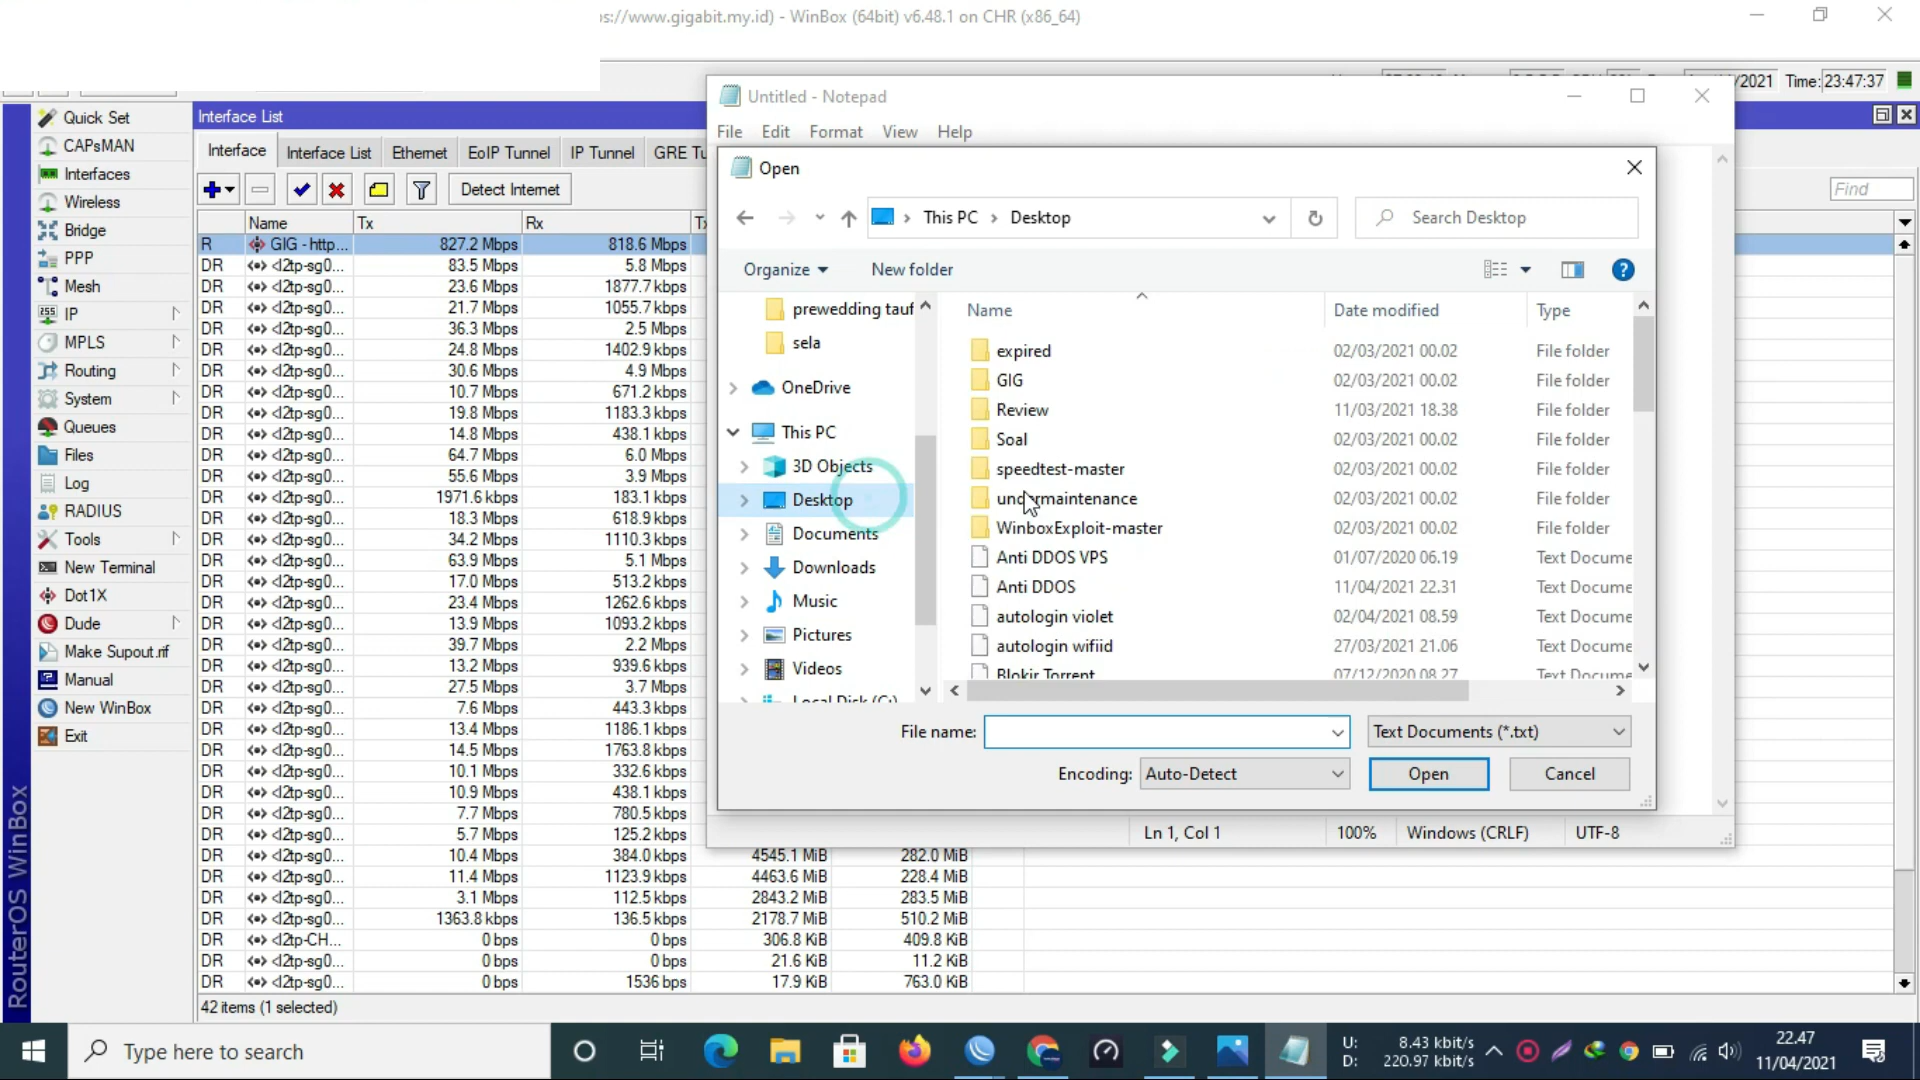 s://www.gigabit.my.id) - WinBox (64bit) v6.48.1 on CHR (x86_64)
/2021 Time: 23:47:37
Quick Set
CAPsMAN
Interfaces
Wireless
Bridge
PPP
Mesh
IP
MPLS
Routing
System
Queues
Files
Log
RADIUS
Tools
New Terminal
Dot1X
Dude
Make Supout.rif
Manual
New WinBox
Exit
RouterOS WinBox
Interface List
Interface Interface List Ethernet EoIP Tunnel IP Tunnel GRE Tu
Detect Internet
Find
Name Tx Rx
R GIG - http... 827.2 Mbps 818.6 Mbps
DR <l2tp-sg0... 83.5 Mbps 5.8 Mbps
DR <l2tp-sg0... 23.6 Mbps 1877.7 kbps
DR <l2tp-sg0... 21.7 Mbps 1055.7 kbps
DR <l2tp-sg0... 36.3 Mbps 2.5 Mbps
DR <l2tp-sg0... 24.8 Mbps 1402.9 kbps
DR <l2tp-sg0... 30.6 Mbps 4.9 Mbps
DR <l2tp-sg0... 10.7 Mbps 671.2 kbps
DR <l2tp-sg0... 19.8 Mbps 1183.3 kbps
DR <l2tp-sg0... 14.8 Mbps 438.1 kbps
DR <l2tp-sg0... 64.7 Mbps 6.0 Mbps
DR <l2tp-sg0... 55.6 Mbps 3.9 Mbps
DR <l2tp-sg0... 1971.6 kbps 183.1 kbps
DR <l2tp-sg0... 18.3 Mbps 618.9 kbps
DR <l2tp-sg0... 34.2 Mbps 1110.3 kbps
DR <l2tp-sg0... 63.9 Mbps 5.1 Mbps
DR <l2tp-sg0... 17.0 Mbps 513.2 kbps
DR <l2tp-sg0... 23.4 Mbps 1262.6 kbps
DR <l2tp-sg0... 13.9 Mbps 1093.2 kbps
DR <l2tp-sg0... 39.7 Mbps 2.2 Mbps
DR <l2tp-sg0... 13.2 Mbps 939.6 kbps
DR <l2tp-sg0... 27.5 Mbps 3.7 Mbps
DR <l2tp-sg0... 7.6 Mbps 443.3 kbps
DR <l2tp-sg0... 13.4 Mbps 1186.1 kbps
DR <l2tp-sg0... 14.5 Mbps 1763.8 kbps
DR <l2tp-sg0... 10.1 Mbps 332.6 kbps
DR <l2tp-sg0... 10.9 Mbps 438.1 kbps
DR <l2tp-sg0... 7.7 Mbps 780.5 kbps
DR <l2tp-sg0... 5.7 Mbps 125.2 kbps
DR <l2tp-sg0... 10.4 Mbps 384.0 kbps 4545.1 MiB 282.0 MiB
DR <l2tp-sg0... 11.4 Mbps 1123.9 kbps 4463.6 MiB 228.4 MiB
DR <l2tp-sg0... 3.1 Mbps 112.5 kbps 2843.2 MiB 283.5 MiB
DR <l2tp-sg0... 1363.8 kbps 136.5 kbps 2178.7 MiB 510.2 MiB
DR <l2tp-CH... 0 bps 0 bps 306.8 KiB 409.8 KiB
DR <l2tp-sg0... 0 bps 0 bps 21.6 KiB 11.2 KiB
DR <l2tp-sg0... 0 bps 1536 bps 17.9 KiB 763.0 KiB
42 items (1 selected)
Untitled - Notepad
File Edit Format View Help
Open
This PC > Desktop
Search Desktop
Organize New folder
prewedding tauf
sela
OneDrive
This PC
3D Objects
Desktop
Documents
Downloads
Music
Pictures
Videos
Local Disk (C:)
Name Date modified Type
expired 02/03/2021 00.02 File folder
GIG 02/03/2021 00.02 File folder
Review 11/03/2021 18.38 File folder
Soal 02/03/2021 00.02 File folder
speedtest-master 02/03/2021 00.02 File folder
undermaintenance 02/03/2021 00.02 File folder
WinboxExploit-master 02/03/2021 00.02 File folder
Anti DDOS VPS 01/07/2020 06.19 Text Docume
Anti DDOS 11/04/2021 22.31 Text Docume
autologin violet 02/04/2021 08.59 Text Docume
autologin wifiid 27/03/2021 21.06 Text Docume
Blokir Torrent 07/12/2020 08.27 Text Docume
File name: Text Documents (*.txt)
Encoding: Auto-Detect Open Cancel
Ln 1, Col 1 100% Windows (CRLF) UTF-8
Type here to search
U: 8.43 kbit/s
D: 220.97 kbit/s
22.47
11/04/2021